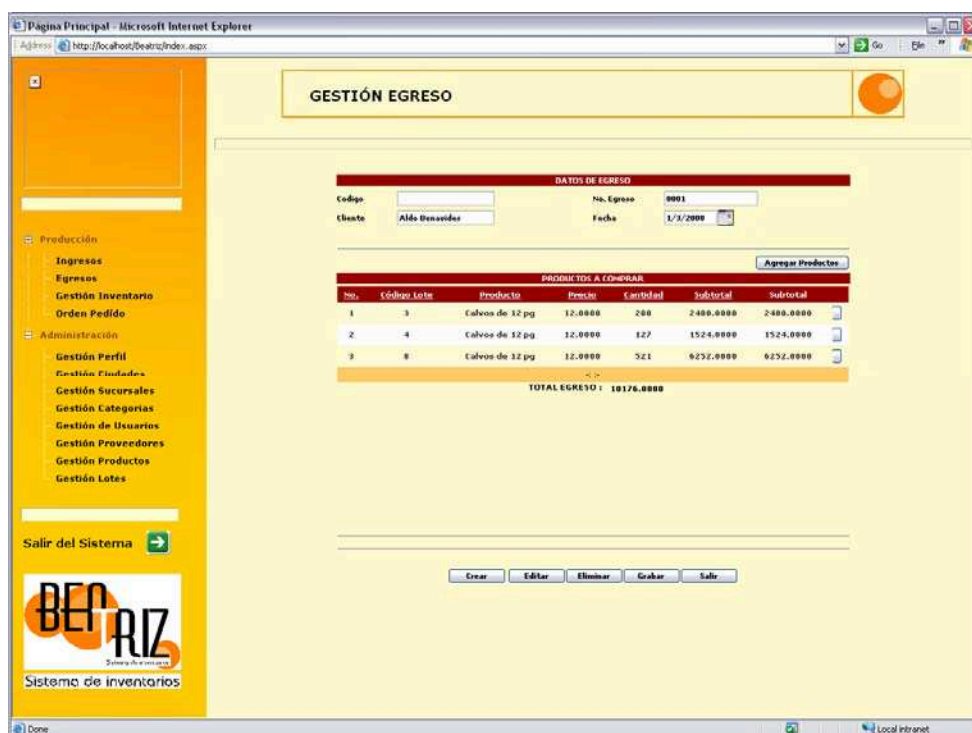 Página Principal - Microsoft Internet Explorer
Address http://localhost/Beatriz/index.aspx Go
GESTIÓN EGRESO
Producción
Ingresos
Egresos
Gestión Inventario
Orden Pedido
Administración
Gestión Perfil
Gestión Ciudades
Gestión Sucursales
Gestión Categorias
Gestión de Usuarios
Gestión Proveedores
Gestión Productos
Gestión Lotes
Salir del Sistema
BEATRIZ
Sistema de inventarios
Sistema de inventarios
DATOS DE EGRESO
Codigo No. Egreso 0001
Cliente Aldo Benavides Fecha 1/3/2000
Agregar Productos
PRODUCTOS A COMPRAR
No. Código Lote Producto Precio Cantidad Subtotal Subtotal
1 3 Calvos de 12 pg 12.0000 200 2400.0000 2400.0000
2 4 Calvos de 12 pg 12.0000 127 1524.0000 1524.0000
3 8 Calvos de 12 pg 12.0000 521 6252.0000 6252.0000
< >
TOTAL EGRESO : 10176.0000
Crear Editar Eliminar Grabar Salir
Done Local intranet